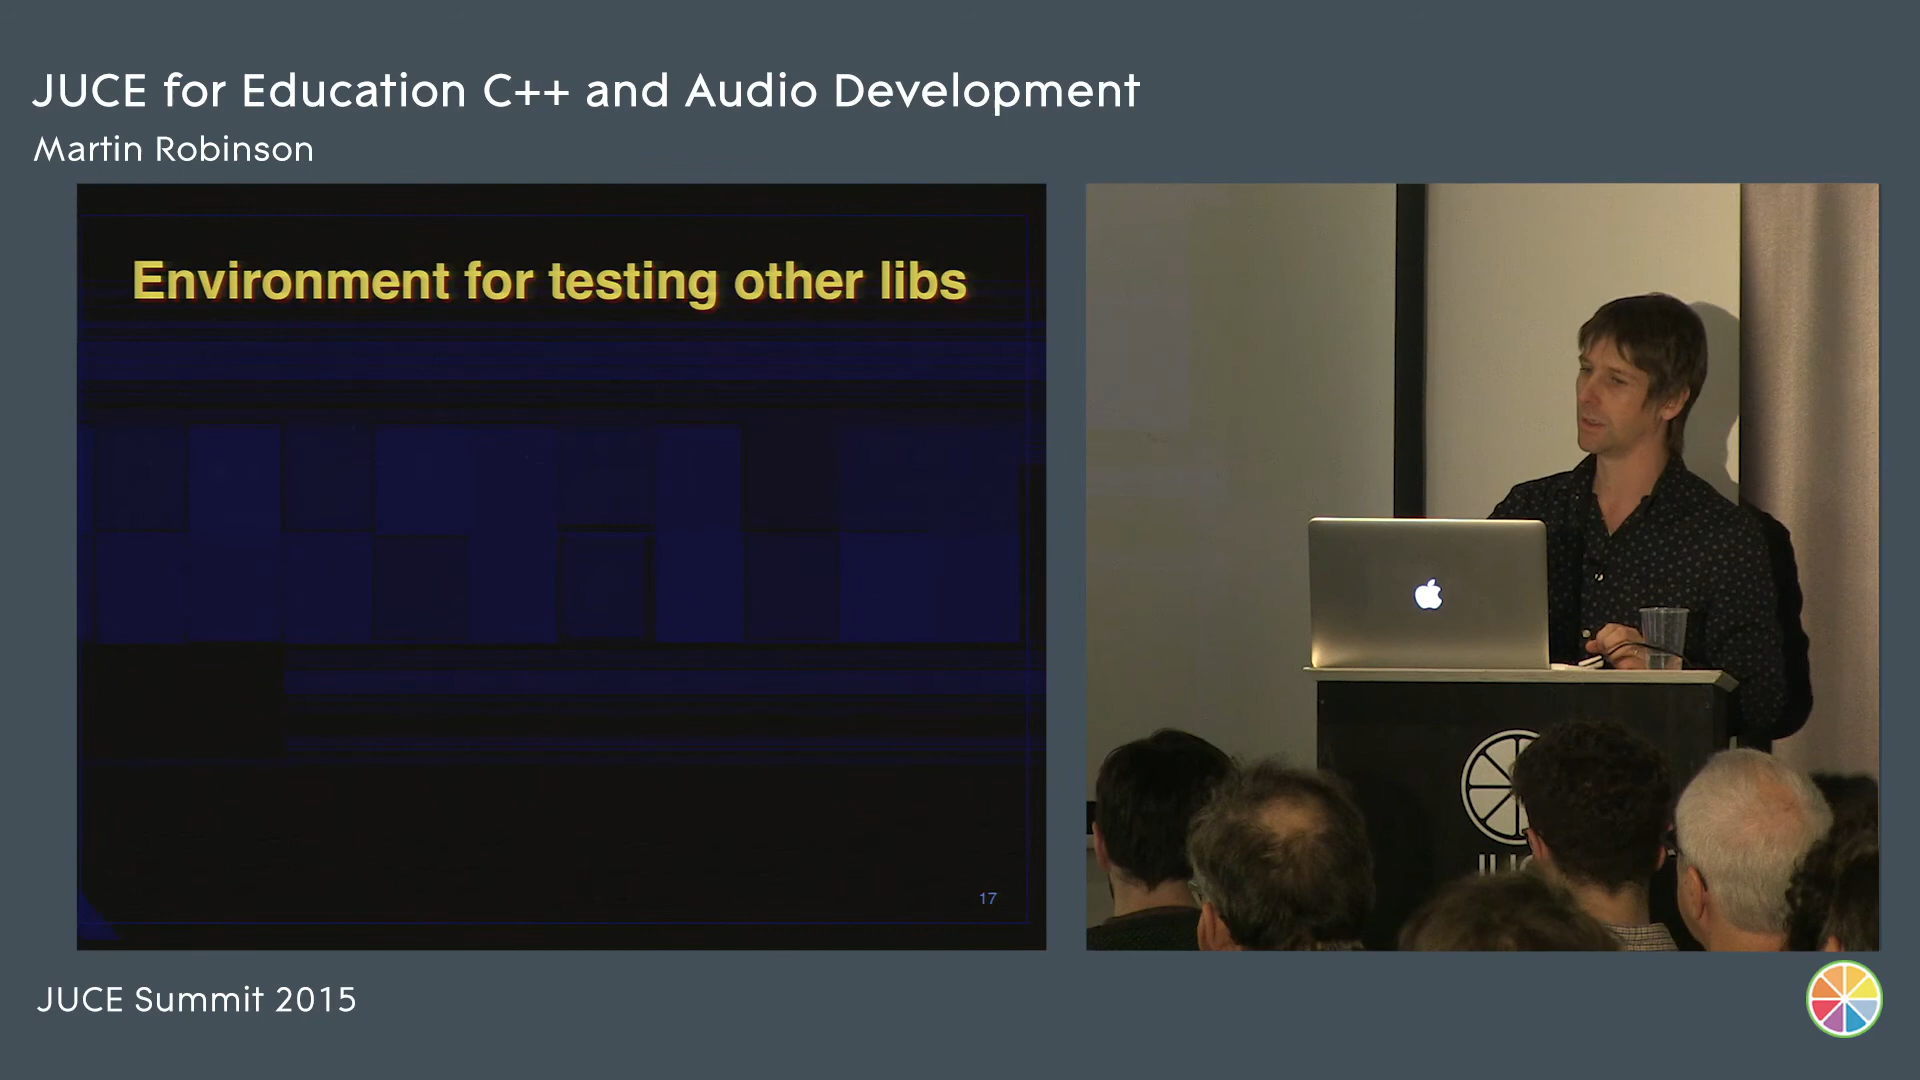 JUCE for Education C++ and Audio Development
Martin Robinson
Environment for testing other libs
17
JUCE Summit 2015